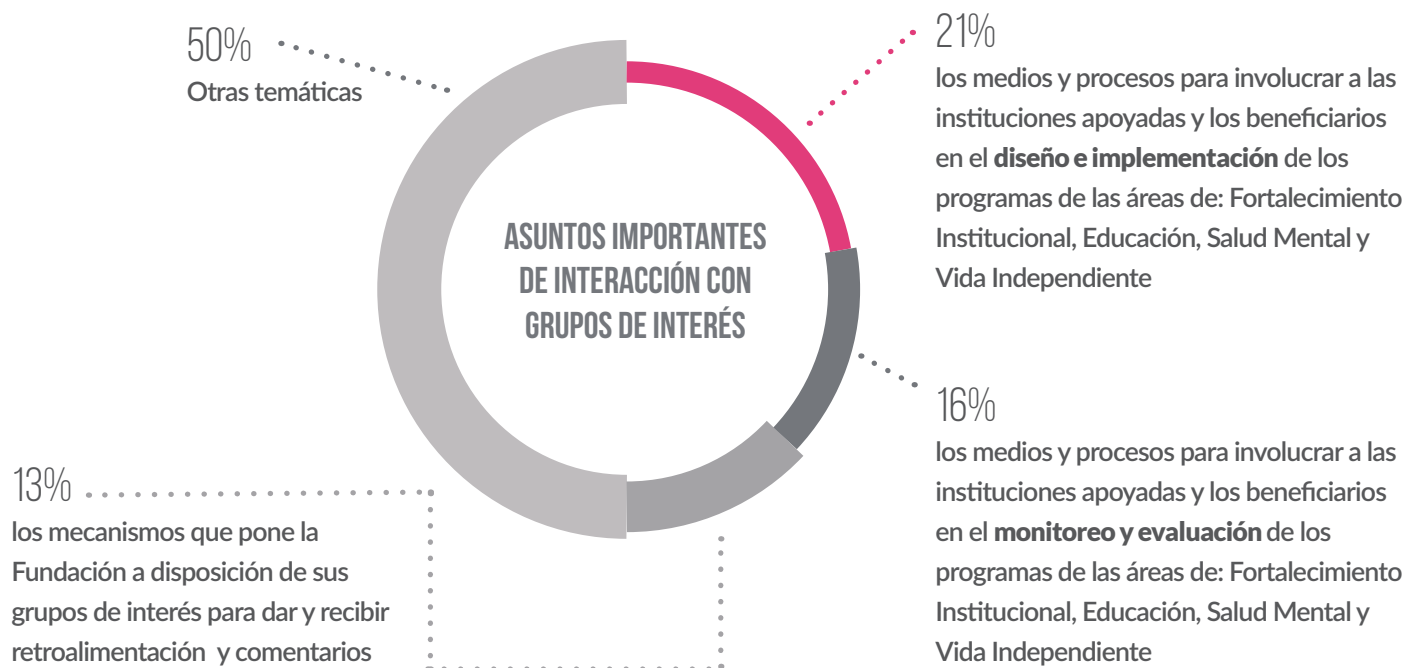 50%
Otras temáticas
21%
los medios y procesos para involucrar a las
instituciones apoyadas y los beneficiarios
en el diseño e implementación de los
programas de las áreas de: Fortalecimiento
Institucional, Educación, Salud Mental y
Vida Independiente
ASUNTOS IMPORTANTES
DE INTERACCIÓN CON
GRUPOS DE INTERÉS
16%
los medios y procesos para involucrar a las
instituciones apoyadas y los beneficiarios
en el monitoreo y evaluación de los
programas de las áreas de: Fortalecimiento
Institucional, Educación, Salud Mental y
Vida Independiente
13%
los mecanismos que pone la
Fundación a disposición de sus
grupos de interés para dar y recibir
retroalimentación y comentarios